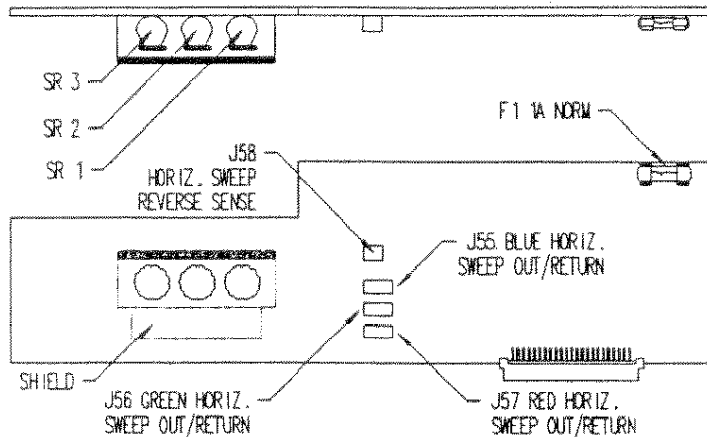 SR 3
SR 2
SR 1
F1 1A NORM
J58
HORIZ. SWEEP
REVERSE SENSE
J55 BLUE HORIZ.
SWEEP OUT/RETURN
SHIELD
J56 GREEN HORIZ.
SWEEP OUT/RETURN
J57 RED HORIZ.
SWEEP OUT/RETURN